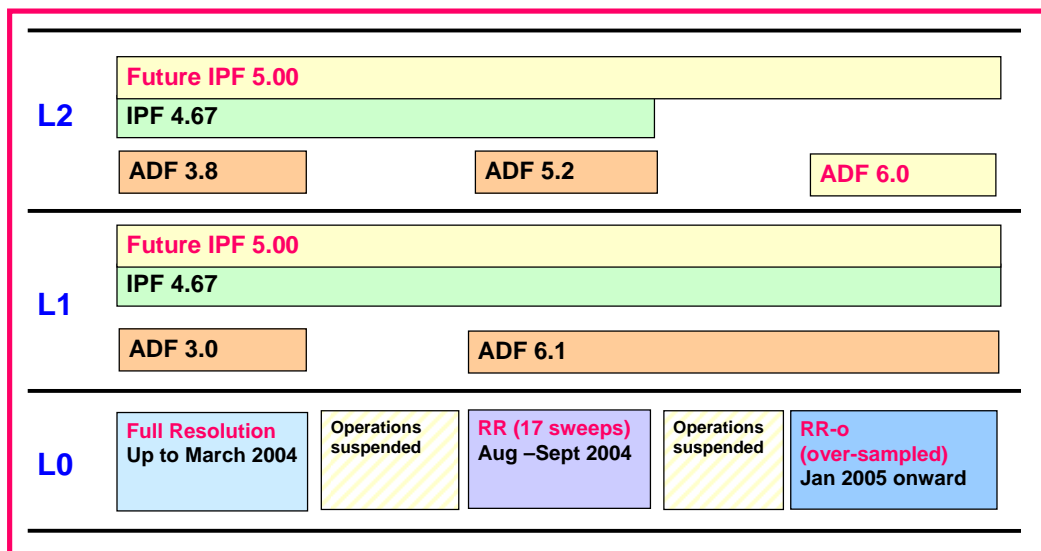 L2
Future IPF 5.00
IPF 4.67
ADF 3.8
ADF 5.2
ADF 6.0
L1
Future IPF 5.00
IPF 4.67
ADF 3.0
ADF 6.1
L0
Full Resolution
Up to March 2004
Operations
suspended
RR (17 sweeps)
Aug –Sept 2004
Operations
suspended
RR-o
(over-sampled)
Jan 2005 onward